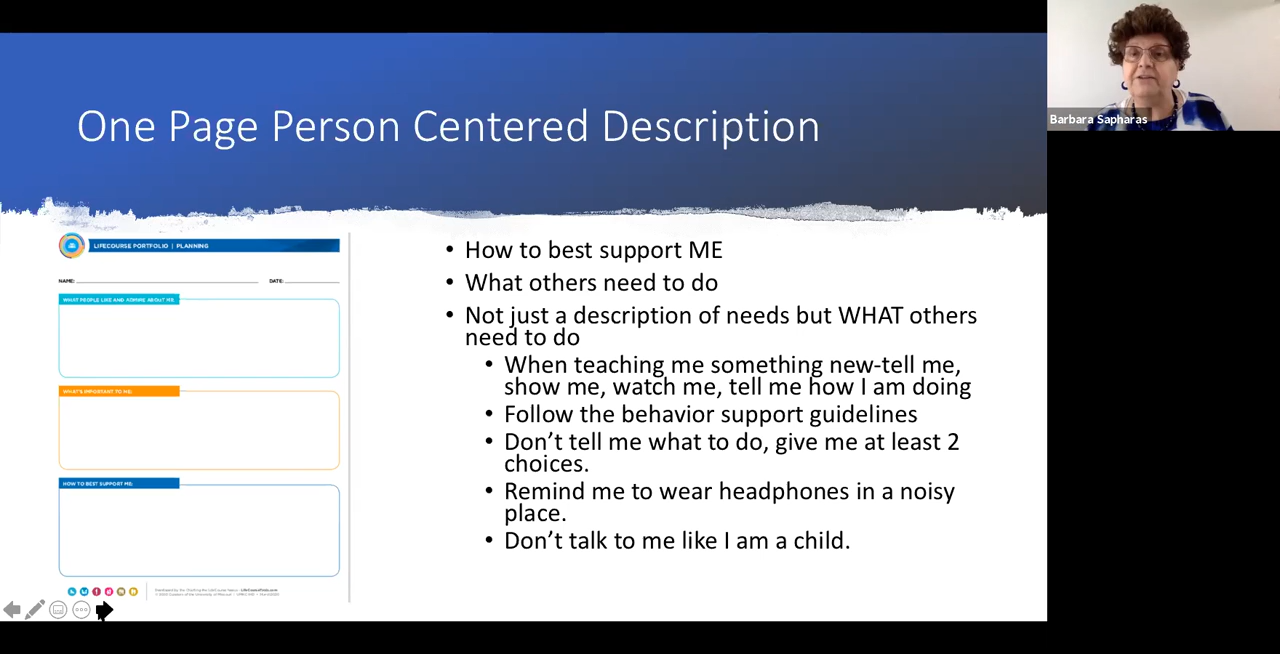 One Page Person Centered Description
Barbara Sapharas
LIFECOURSE PORTFOLIO | PLANNING
NAME:
DATE:
WHAT PEOPLE LIKE AND ADMIRE ABOUT ME:
WHAT'S IMPORTANT TO ME:
HOW TO BEST SUPPORT ME:
• How to best support ME
• What others need to do
• Not just a description of needs but WHAT others
need to do
• When teaching me something new-tell me,
show me, watch me, tell me how I am doing
• Follow the behavior support guidelines
• Don’t tell me what to do, give me at least 2
choices.
• Remind me to wear headphones in a noisy
place.
• Don’t talk to me like I am a child.